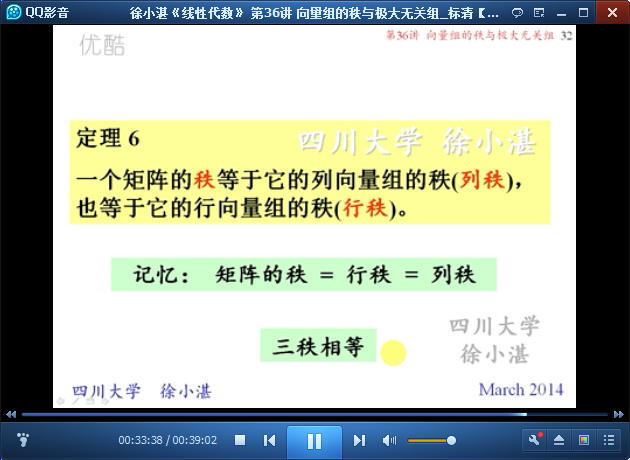 QQ影音
徐小湛《线性代数》 第36讲 向量组的秩与极大无关组_标清【...
优酷
第36讲 向量组的秩与极大无关组 32
定理 6
四川大学 徐小湛
一个矩阵的秩等于它的列向量组的秩(列秩)，
也等于它的行向量组的秩(行秩)。
记忆： 矩阵的秩 = 行秩 = 列秩
三秩相等
四川大学
徐小湛
四川大学 徐小湛
March 2014
00:33:38 / 00:39:02